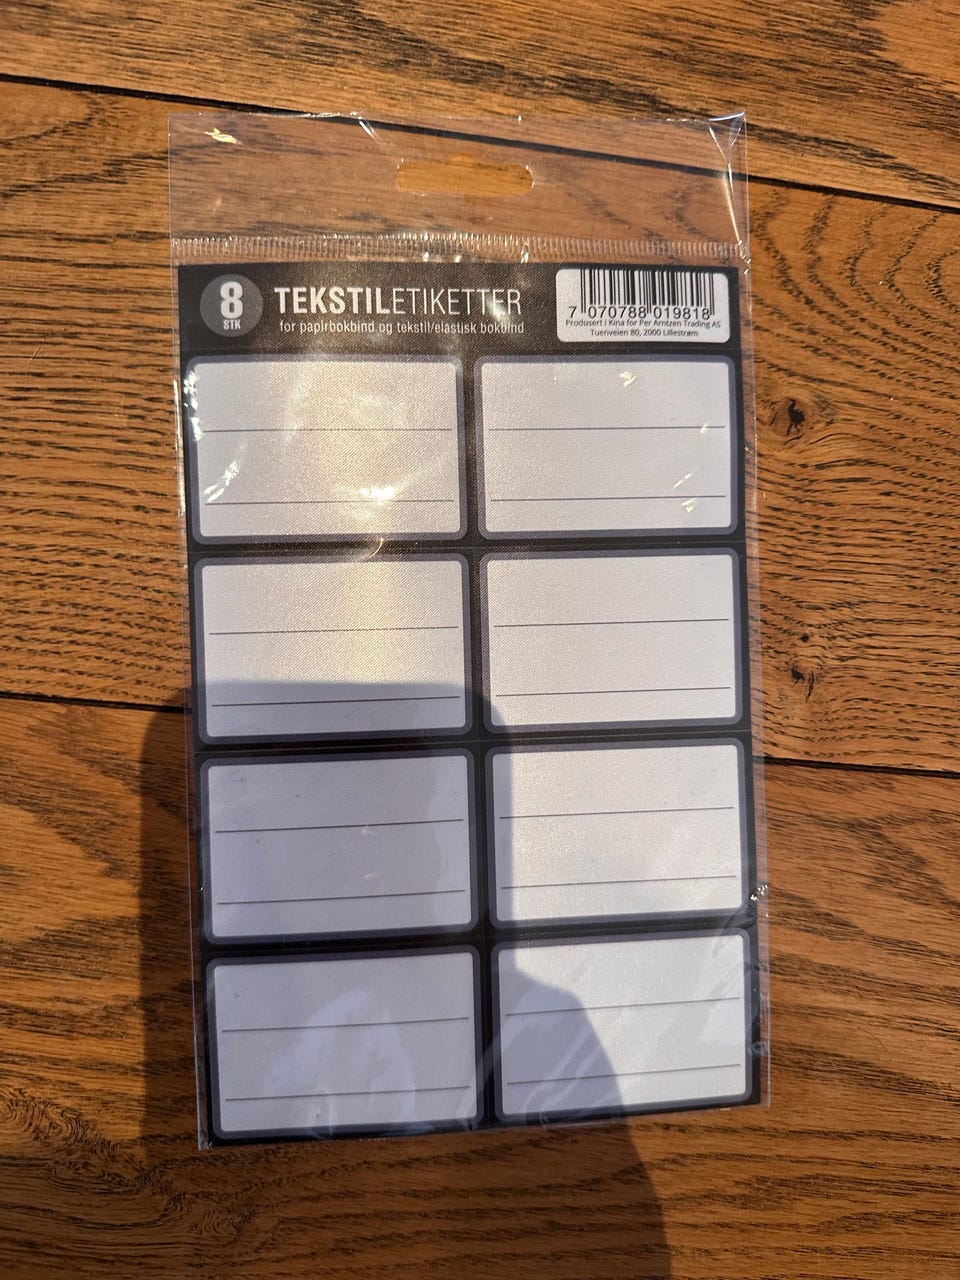 8
STK
TEKSTILETIKETTER
for papirbokbind og tekstil/elastisk bokbind
7 070788 019818
Produsert i Kina for Per Arntzen Trading AS
Tuenveien 80, 2000 Lillestrøm